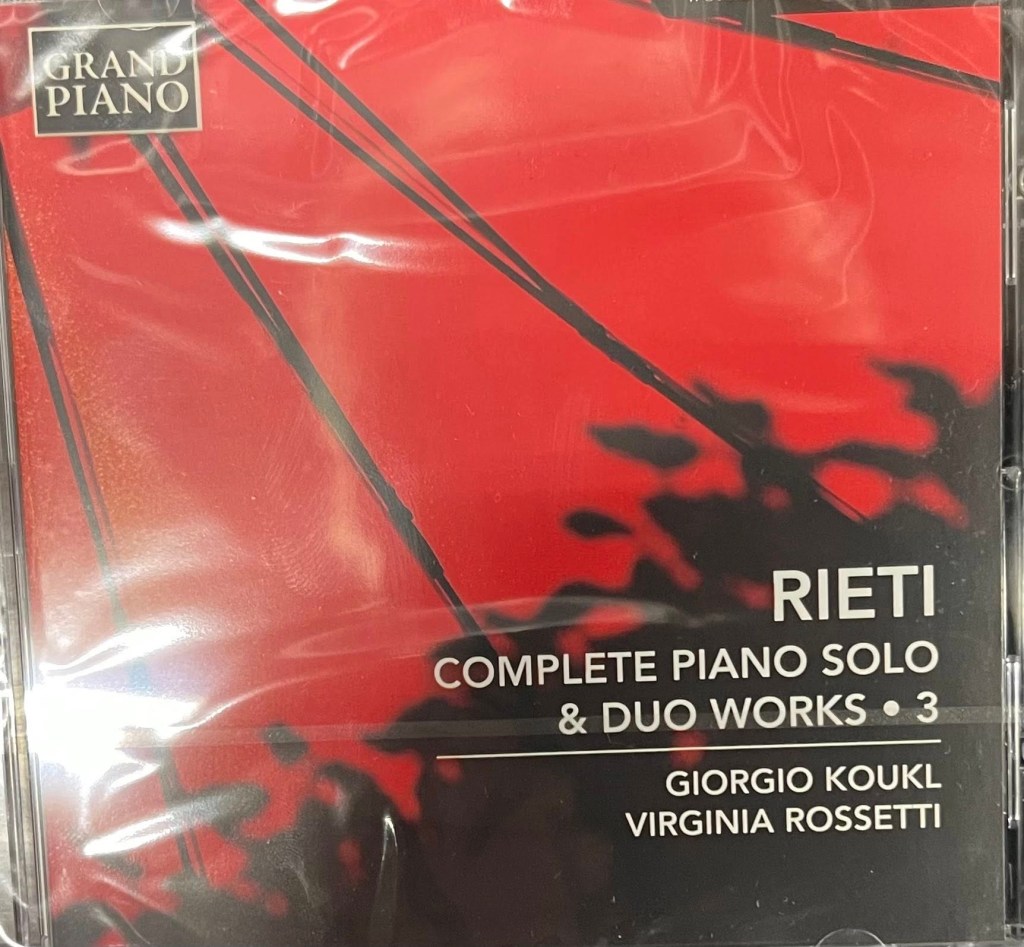 GRAND
PIANO
RIETI
COMPLETE PIANO SOLO
& DUO WORKS • 3
GIORGIO KOUKL
VIRGINIA ROSSETTI